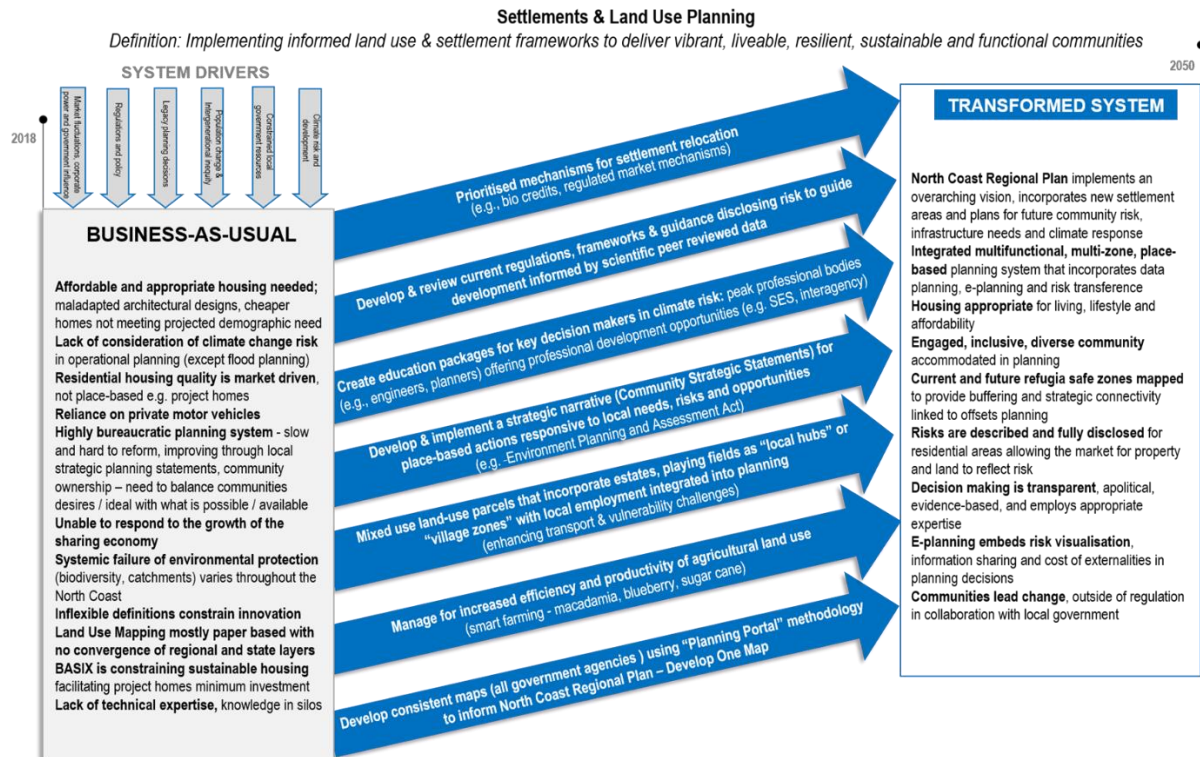 Settlements & Land Use Planning
Definition: Implementing informed land use & settlement frameworks to deliver vibrant, liveable, resilient, sustainable and functional communities
SYSTEM DRIVERS
2018
2050
Market fluctuations, corporate
power and government influence
Regulations and policy
Legacy planning decisions
Population change &
Intergenerational inequity
Constrained local
government resources
Climate risk and
development
BUSINESS-AS-USUAL
Affordable and appropriate housing needed;
maladapted architectural designs, cheaper
homes not meeting projected demographic need
Lack of consideration of climate change risk
in operational planning (except flood planning)
Residential housing quality is market driven,
not place-based e.g. project homes
Reliance on private motor vehicles
Highly bureaucratic planning system - slow
and hard to reform, improving through local
strategic planning statements, community
ownership – need to balance communities
desires / ideal with what is possible / available
Unable to respond to the growth of the
sharing economy
Systemic failure of environmental protection
(biodiversity, catchments) varies throughout the
North Coast
Inflexible definitions constrain innovation
Land Use Mapping mostly paper based with
no convergence of regional and state layers
BASIX is constraining sustainable housing
facilitating project homes minimum investment
Lack of technical expertise, knowledge in silos
Prioritised mechanisms for settlement relocation
(e.g., bio credits, regulated market mechanisms)
Develop & review current regulations, frameworks & guidance disclosing risk to guide
development informed by scientific peer reviewed data
Create education packages for key decision makers in climate risk: peak professional bodies
(e.g., engineers, planners) offering professional development opportunities (e.g. SES, interagency)
Develop & implement a strategic narrative (Community Strategic Statements) for
place-based actions responsive to local needs, risks and opportunities
(e.g. -Environment Planning and Assessment Act)
Mixed use land-use parcels that incorporate estates, playing fields as “local hubs” or
“village zones” with local employment integrated into planning
(enhancing transport & vulnerability challenges)
Manage for increased efficiency and productivity of agricultural land use
(smart farming - macadamia, blueberry, sugar cane)
Develop consistent maps (all government agencies ) using “Planning Portal” methodology
to inform North Coast Regional Plan – Develop One Map
TRANSFORMED SYSTEM
North Coast Regional Plan implements an
overarching vision, incorporates new settlement
areas and plans for future community risk,
infrastructure needs and climate response
Integrated multifunctional, multi-zone, place-
based planning system that incorporates data
planning, e-planning and risk transference
Housing appropriate for living, lifestyle and
affordability
Engaged, inclusive, diverse community
accommodated in planning
Current and future refugia safe zones mapped
to provide buffering and strategic connectivity
linked to offsets planning
Risks are described and fully disclosed for
residential areas allowing the market for property
and land to reflect risk
Decision making is transparent, apolitical,
evidence-based, and employs appropriate
expertise
E-planning embeds risk visualisation,
information sharing and cost of externalities in
planning decisions
Communities lead change, outside of regulation
in collaboration with local government